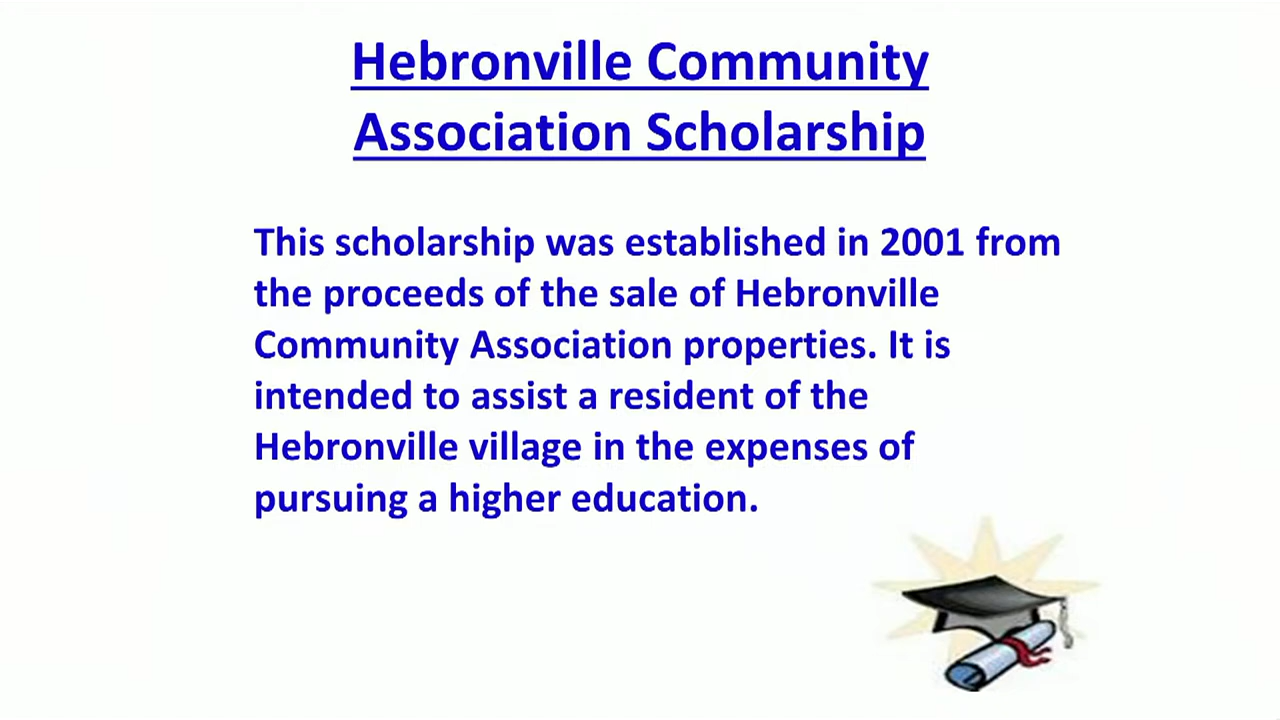 Hebronville Community
Association Scholarship
This scholarship was established in 2001 from
the proceeds of the sale of Hebronville
Community Association properties. It is
intended to assist a resident of the
Hebronville village in the expenses of
pursuing a higher education.